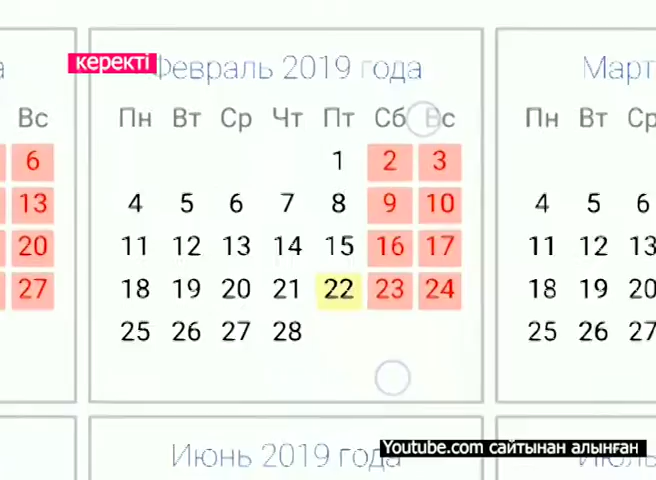 керекті
Февраль 2019 года
Март
Вс
Пн Вт Ср Чт Пт Сб Вс
Пн Вт Ср
6
1 2 3
13
4 5 6 7 8 9 10
4 5 6
20
11 12 13 14 15 16 17
11 12 13
27
18 19 20 21 22 23 24
18 19 20
25 26 27 28
25 26 27
Июнь 2019 года
Youtube.com сайтынан алынған